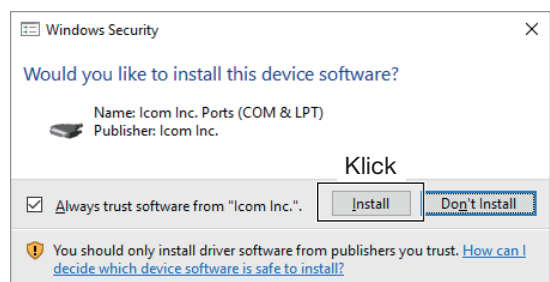 Windows Security
Would you like to install this device software?
Name: Icom Inc. Ports (COM & LPT)
Publisher: Icom Inc.
Klick
Always trust software from "Icom Inc.". Install Don't Install
You should only install driver software from publishers you trust. How can I
decide which device software is safe to install?